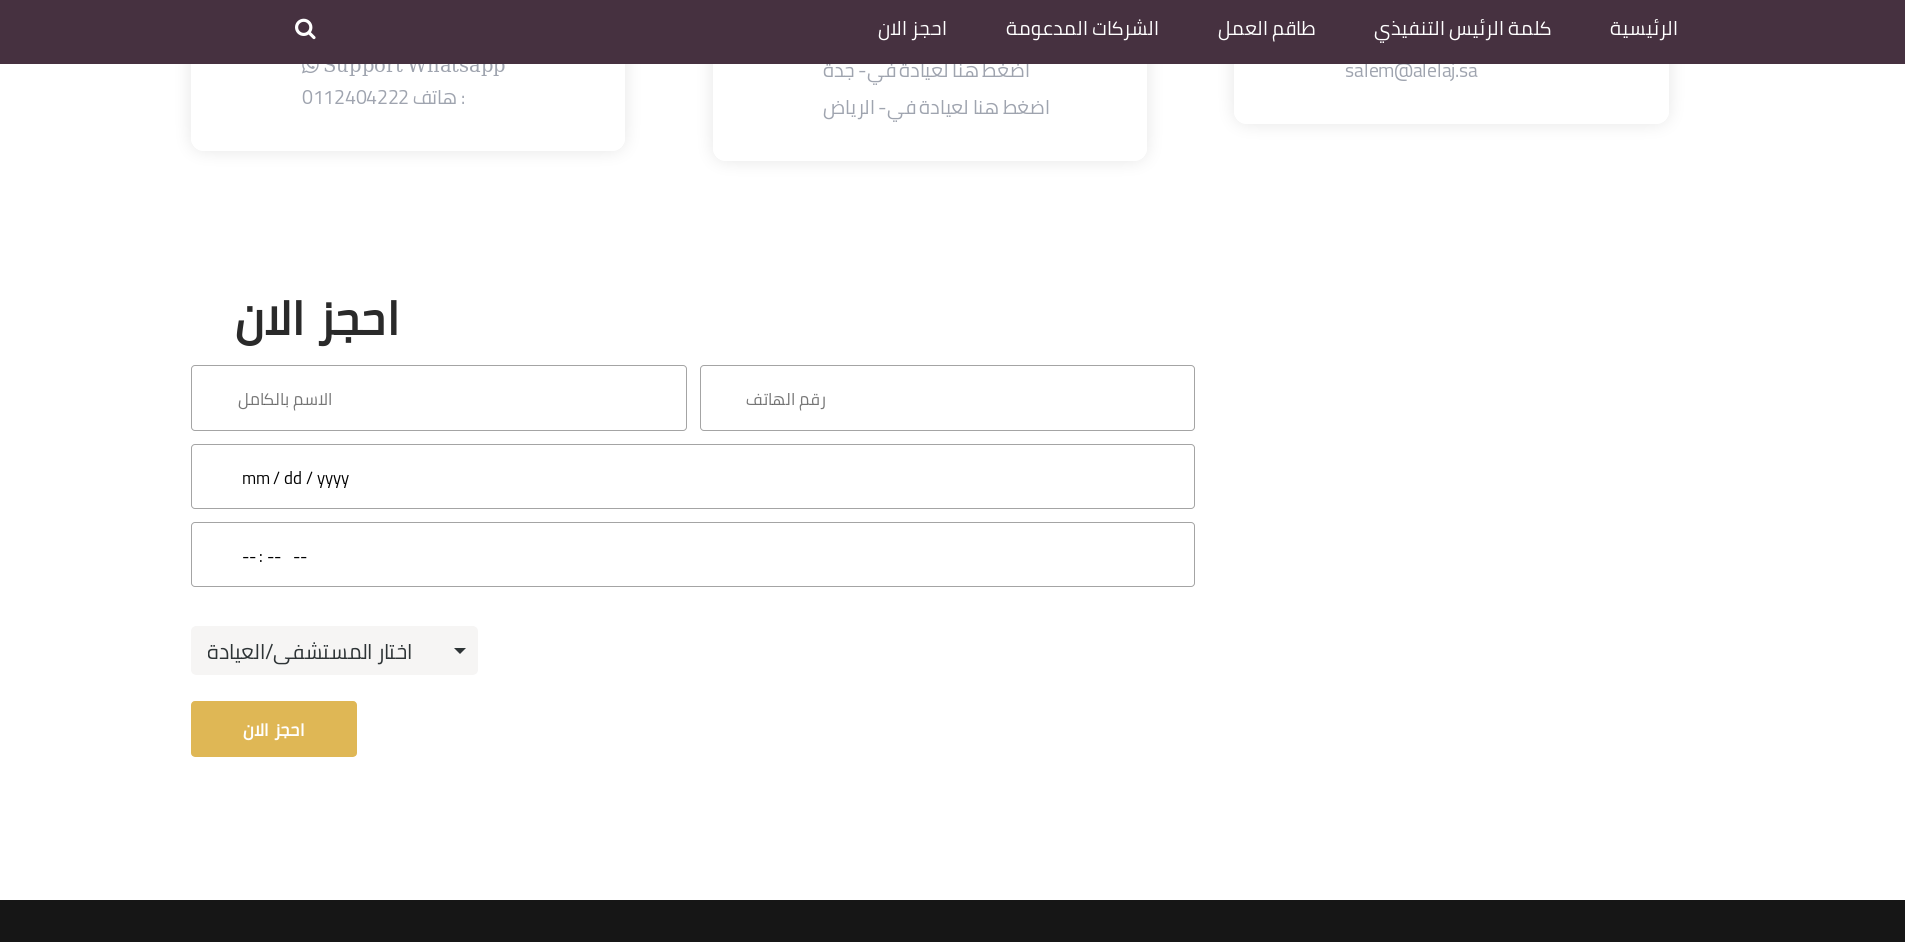 الرئيسية
كلمة الرئيس التنفيذي
طاقم العمل
الشركات المدعومة
احجز الان
salem@alelaj.sa
اضغط هنا لعيادة في- جدة
اضغط هنا لعيادة في- الرياض
Support Whatsapp
هاتف 0112404222 :
احجز الان
الاسم بالكامل
رقم الهاتف
mm / dd / yyyy
-- : -- --
اختار المستشفى/العيادة
احجز الان